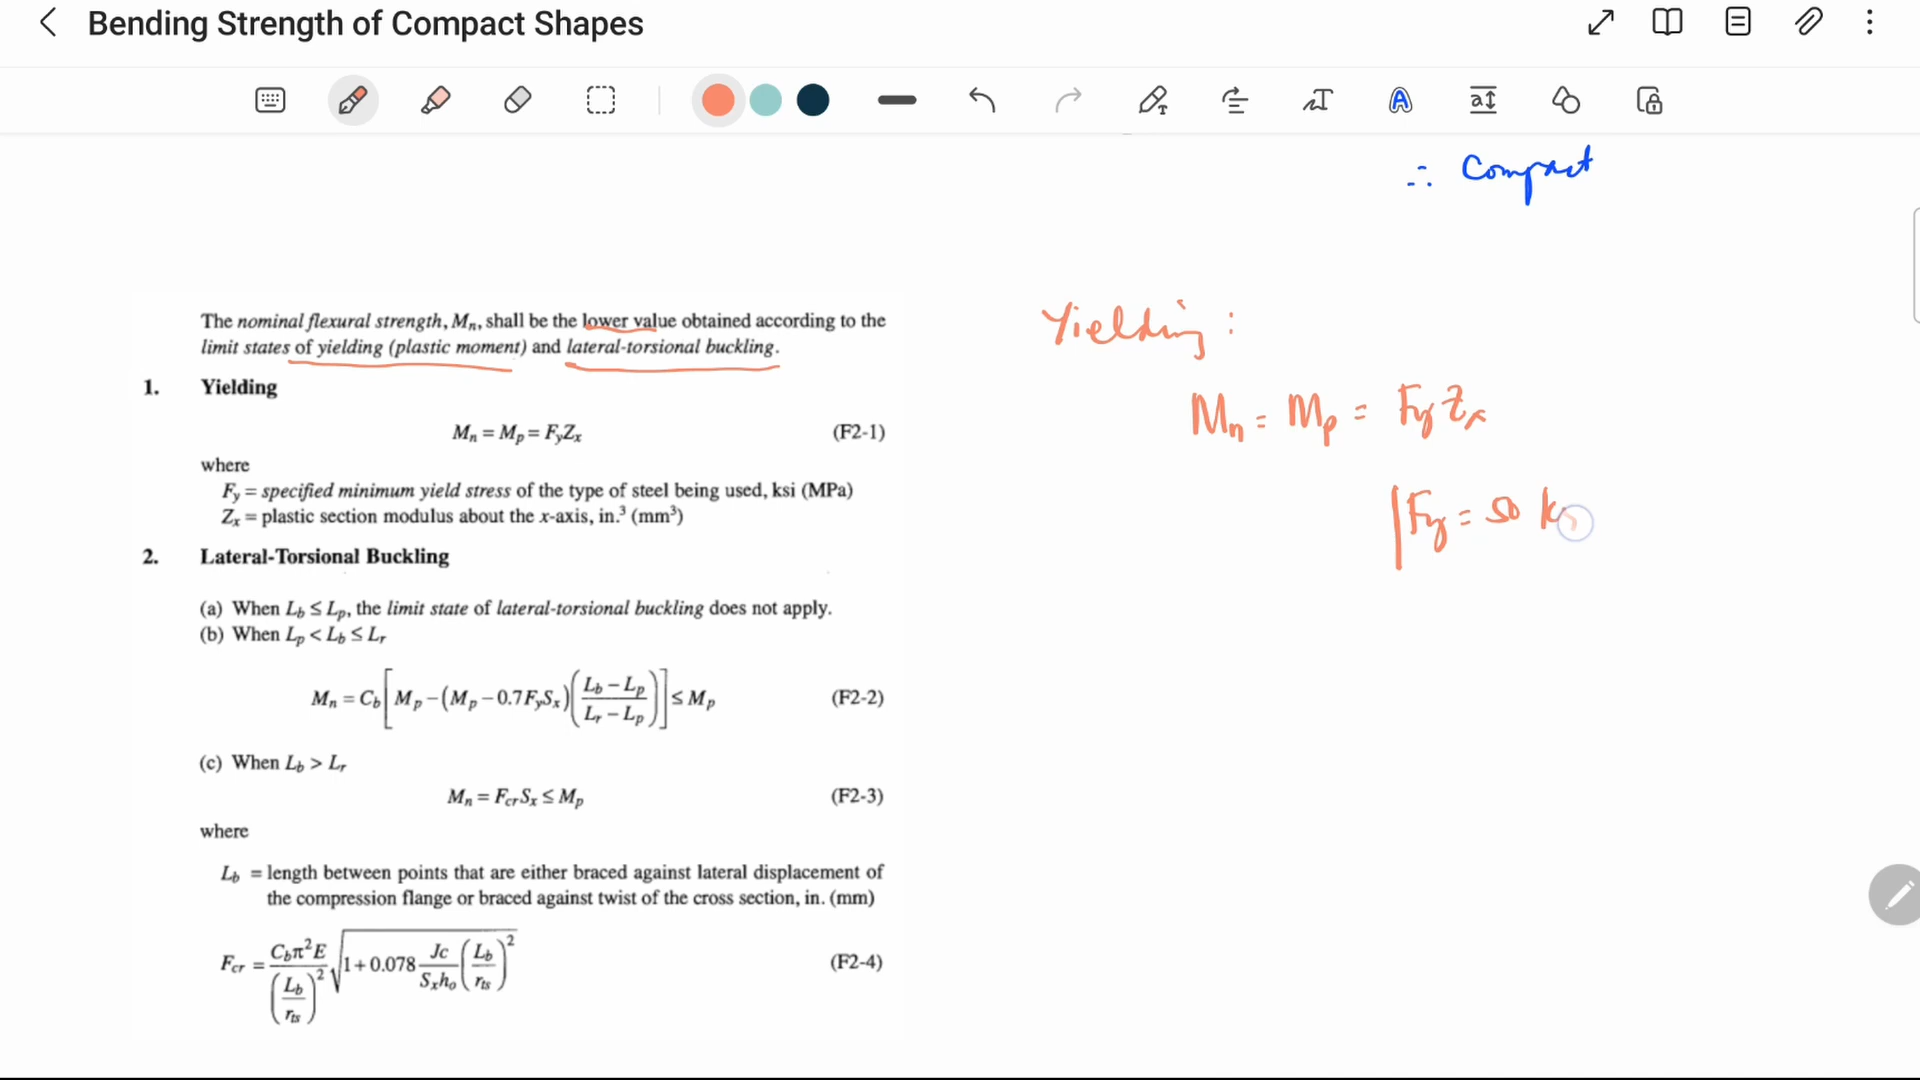 Bending Strength of Compact Shapes
∴ Compact
The nominal flexural strength, Mn, shall be the lower value obtained according to the
limit states of yielding (plastic moment) and lateral-torsional buckling.
1. Yielding
Mn = Mp = FyZx (F2-1)
where
Fy = specified minimum yield stress of the type of steel being used, ksi (MPa)
Zx = plastic section modulus about the x-axis, in.³ (mm³)
2. Lateral-Torsional Buckling
(a) When Lb ≤ Lp, the limit state of lateral-torsional buckling does not apply.
(b) When Lp < Lb ≤ Lr
Mn = Cb[Mp − (Mp − 0.7FySx)((Lb − Lp)/(Lr − Lp))] ≤ Mp (F2-2)
(c) When Lb > Lr
Mn = FcrSx ≤ Mp (F2-3)
where
Lb = length between points that are either braced against lateral displacement of
the compression flange or braced against twist of the cross section, in. (mm)
Fcr = (Cbπ²E/(Lb/rts)²)√(1 + 0.078 (Jc/(Sxho))(Lb/rts)²) (F2-4)
Yielding :
Mn = Mp = Fy Zx
Fy = 50 ks